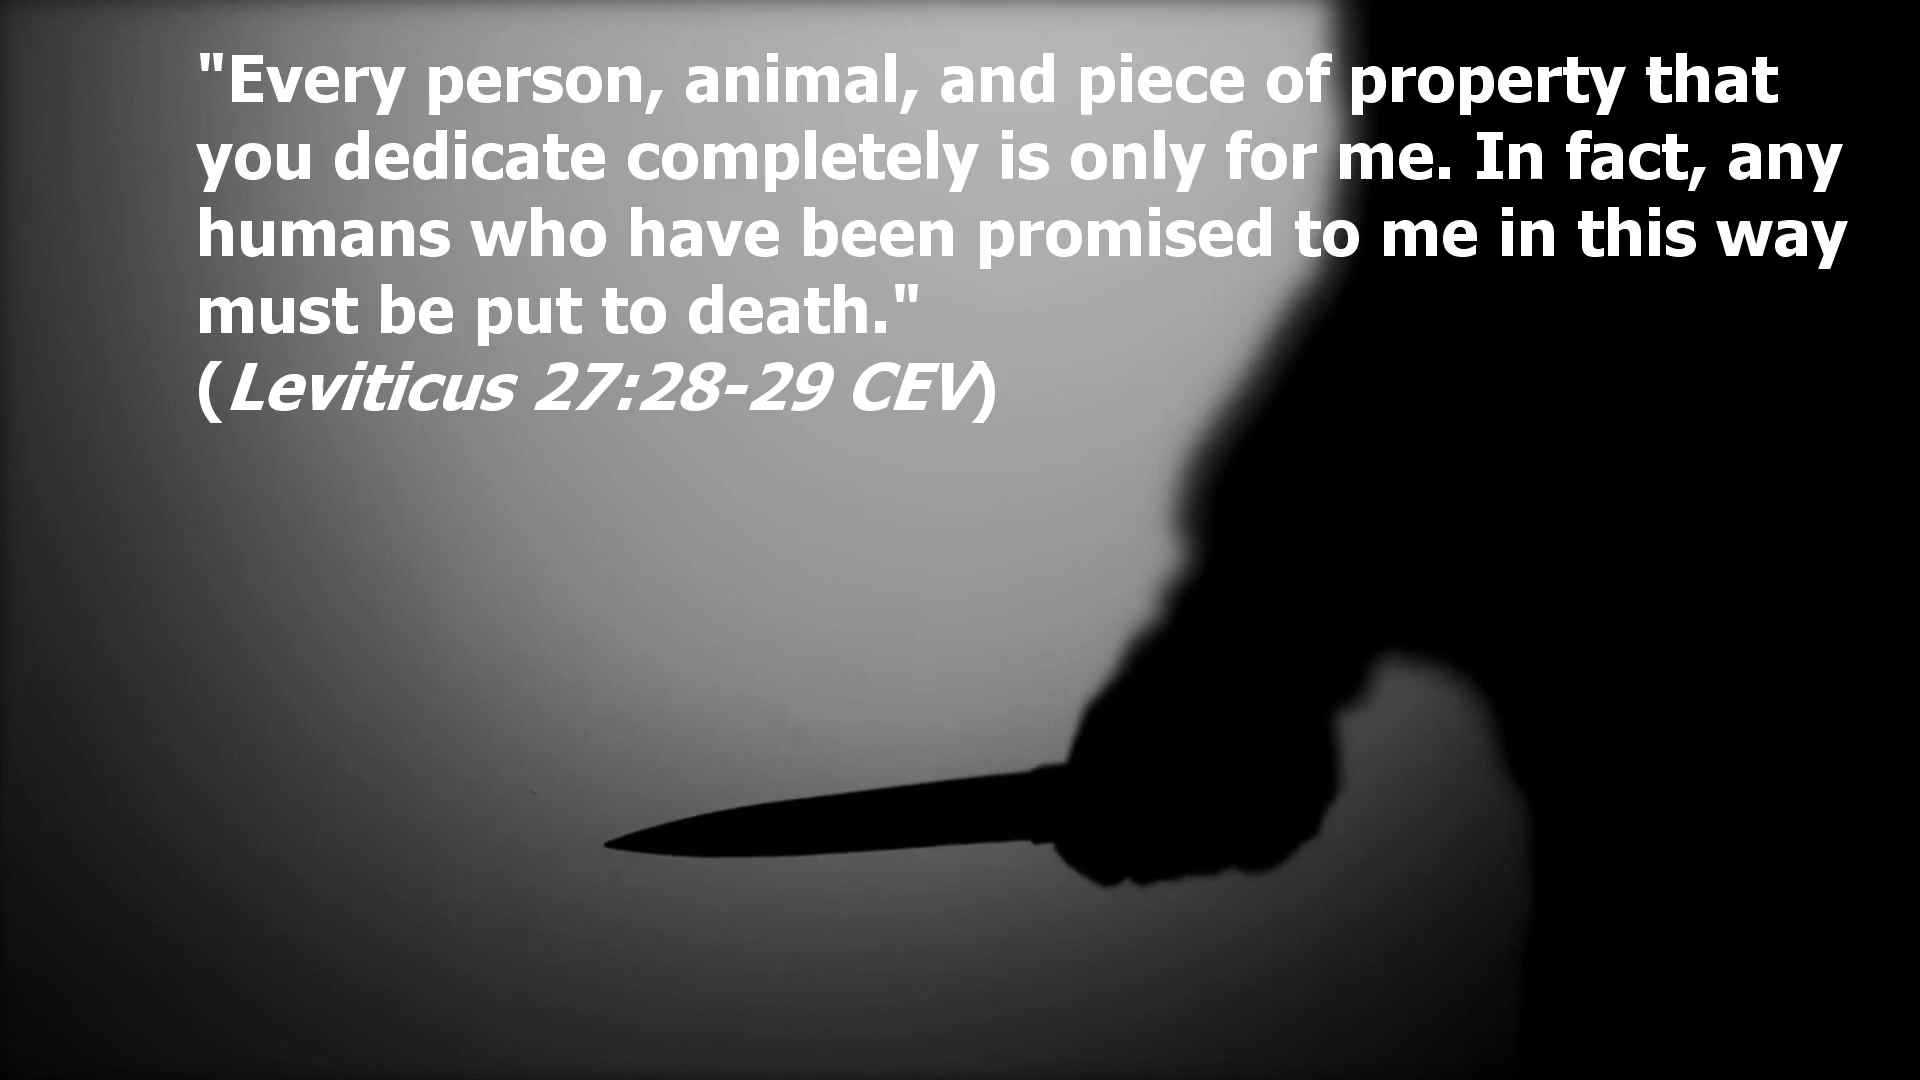 "Every person, animal, and piece of property that
you dedicate completely is only for me. In fact, any
humans who have been promised to me in this way
must be put to death."
(Leviticus 27:28-29 CEV)